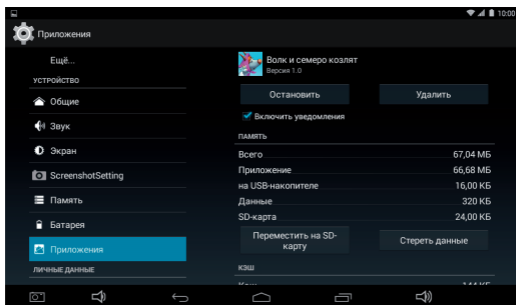 10:00
Приложения
Ещё...
УСТРОЙСТВО
Общие
Звук
Экран
ScreenshotSetting
Память
Батарея
Приложения
ЛИЧНЫЕ ДАННЫЕ
Волк и семеро козлят
Версия 1.0
Остановить Удалить
Включить уведомления
ПАМЯТЬ
Всего 67,04 МБ
Приложение 66,68 МБ
на USB-накопителе 16,00 КБ
Данные 320 КБ
SD-карта 24,00 КБ
Переместить на SD-
карту
Стереть данные
КЭШ